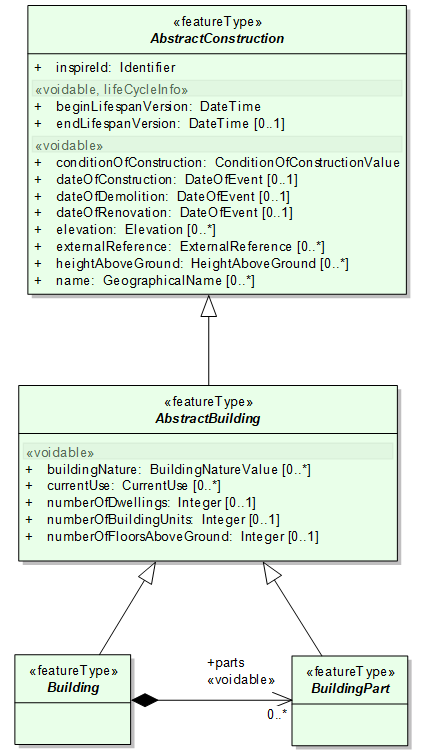 «featureType»
AbstractConstruction
+ inspireId: Identifier
«voidable, lifeCycleInfo»
+ beginLifespanVersion: DateTime
+ endLifespanVersion: DateTime [0..1]
«voidable»
+ conditionOfConstruction: ConditionOfConstructionValue
+ dateOfConstruction: DateOfEvent [0..1]
+ dateOfDemolition: DateOfEvent [0..1]
+ dateOfRenovation: DateOfEvent [0..1]
+ elevation: Elevation [0..*]
+ externalReference: ExternalReference [0..*]
+ heightAboveGround: HeightAboveGround [0..*]
+ name: GeographicalName [0..*]
«featureType»
AbstractBuilding
«voidable»
+ buildingNature: BuildingNatureValue [0..*]
+ currentUse: CurrentUse [0..*]
+ numberOfDwellings: Integer [0..1]
+ numberOfBuildingUnits: Integer [0..1]
+ numberOfFloorsAboveGround: Integer [0..1]
«featureType»
Building
+parts
«voidable»
0..*
«featureType»
BuildingPart